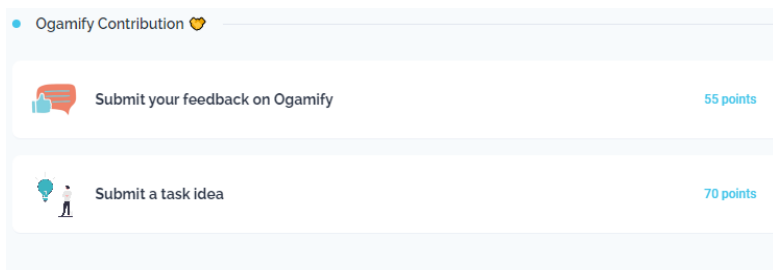 Ogamify Contribution
Submit your feedback on Ogamify
55 points
Submit a task idea
70 points